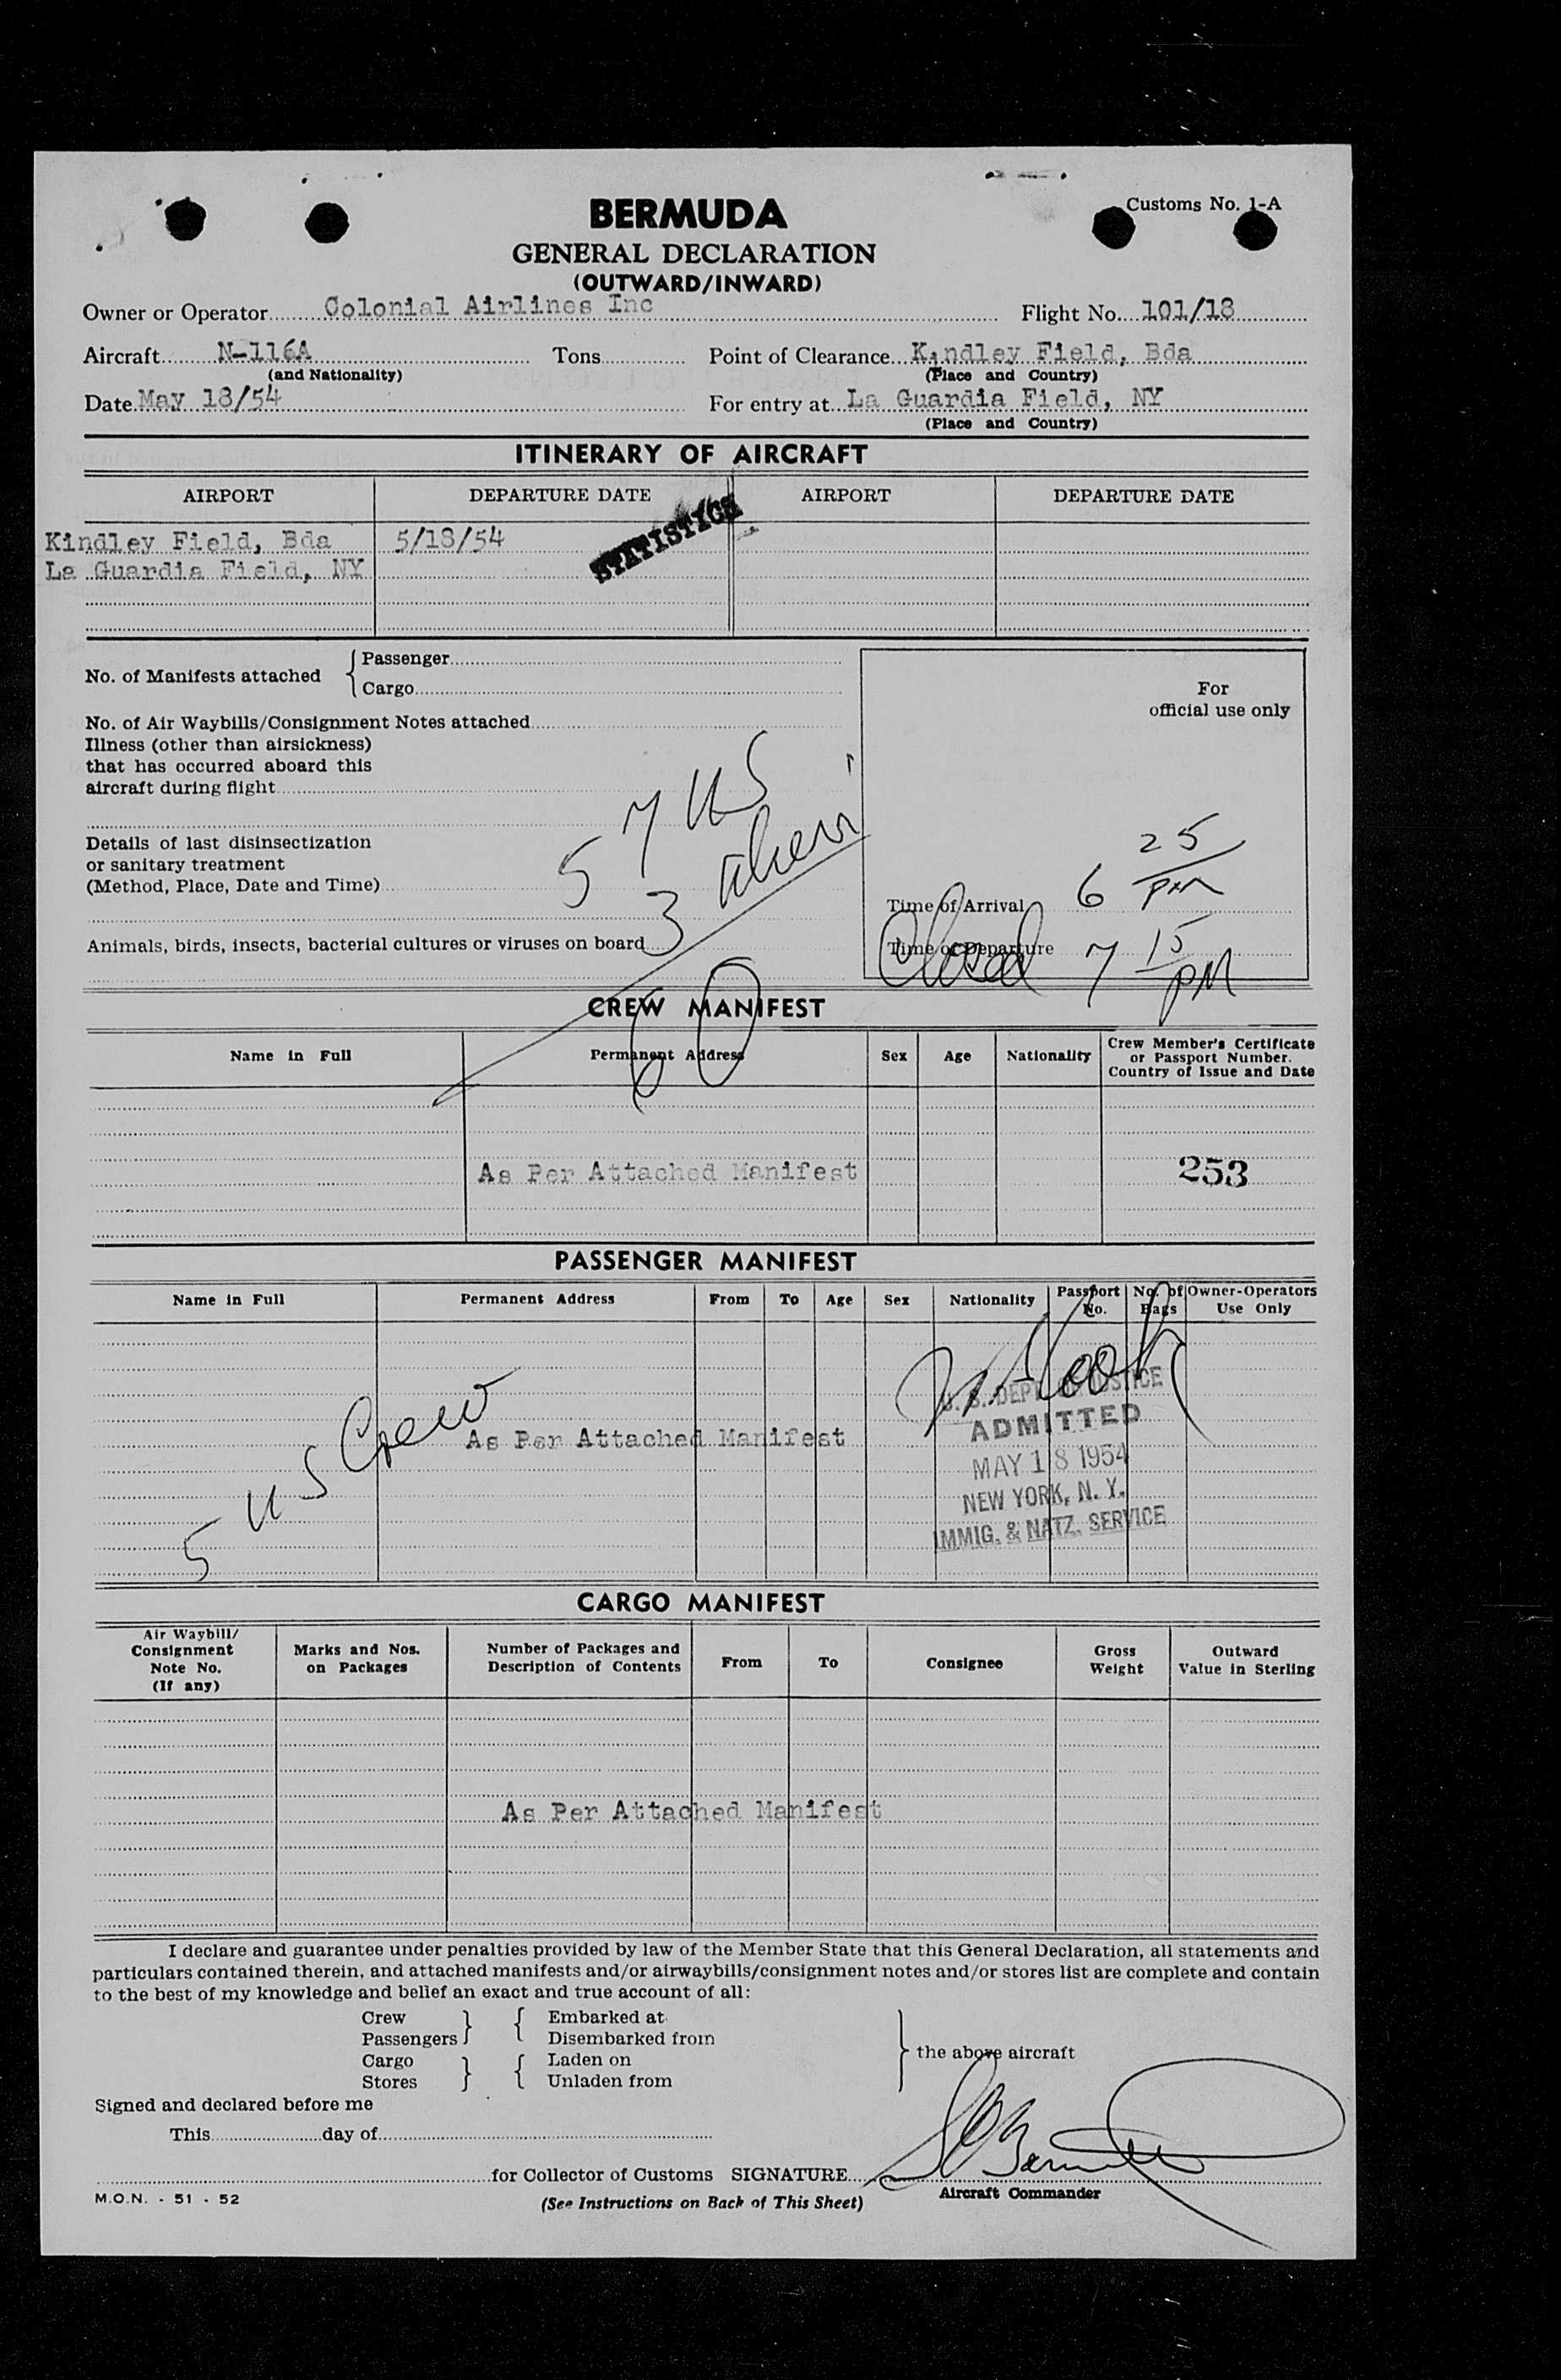 Customs No. 1-A
BERMUDA
GENERAL DECLARATION
(OUTWARD/INWARD)
Owner or Operator Colonial Airlines Inc Flight No. 101/18
Aircraft N-116A Tons Point of Clearance Kindley Field, Bda
(and Nationality) (Place and Country)
Date May 18/54 For entry at La Guardia Field, NY
(Place and Country)
ITINERARY OF AIRCRAFT
AIRPORT DEPARTURE DATE AIRPORT DEPARTURE DATE
STATISTICS
Kindley Field, Bda 5/18/54
La Guardia Field, NY
No. of Manifests attached { Passenger
Cargo
For
official use only
No. of Air Waybills/Consignment Notes attached
Illness (other than airsickness)
that has occurred aboard this
aircraft during flight
57 US
3 alien
60
Details of last disinsectization
or sanitary treatment
(Method, Place, Date and Time)
Time of Arrival 6 25 PM
Animals, birds, insects, bacterial cultures or viruses on board
Time of Departure 7 15 PM
Closed
CREW MANIFEST
Name in Full Permanent Address Sex Age Nationality Crew Member's Certificate
or Passport Number.
Country of Issue and Date
As Per Attached Manifest 253
PASSENGER MANIFEST
Name in Full Permanent Address From To Age Sex Nationality Passport No. No. of Bags Owner-Operators Use Only
U.S. DEPT. OF JUSTICE
ADMITTED
MAY 18 1954
NEW YORK, N. Y.
IMMIG. & NATZ. SERVICE
5 US Crew
As Per Attached Manifest
CARGO MANIFEST
Air Waybill/
Consignment
Note No.
(If any)
Marks and Nos.
on Packages
Number of Packages and
Description of Contents
From To Consignee
Gross
Weight
Outward
Value in Sterling
As Per Attached Manifest
I declare and guarantee under penalties provided by law of the Member State that this General Declaration, all statements and
particulars contained therein, and attached manifests and/or airwaybills/consignment notes and/or stores list are complete and contain
to the best of my knowledge and belief an exact and true account of all:
Crew } { Embarked at
Passengers Disembarked from
Cargo } { Laden on
Stores Unladen from
} the above aircraft
Signed and declared before me
This day of
for Collector of Customs SIGNATURE
Aircraft Commander
M.O.N. - 51 - 52
(See Instructions on Back of This Sheet)